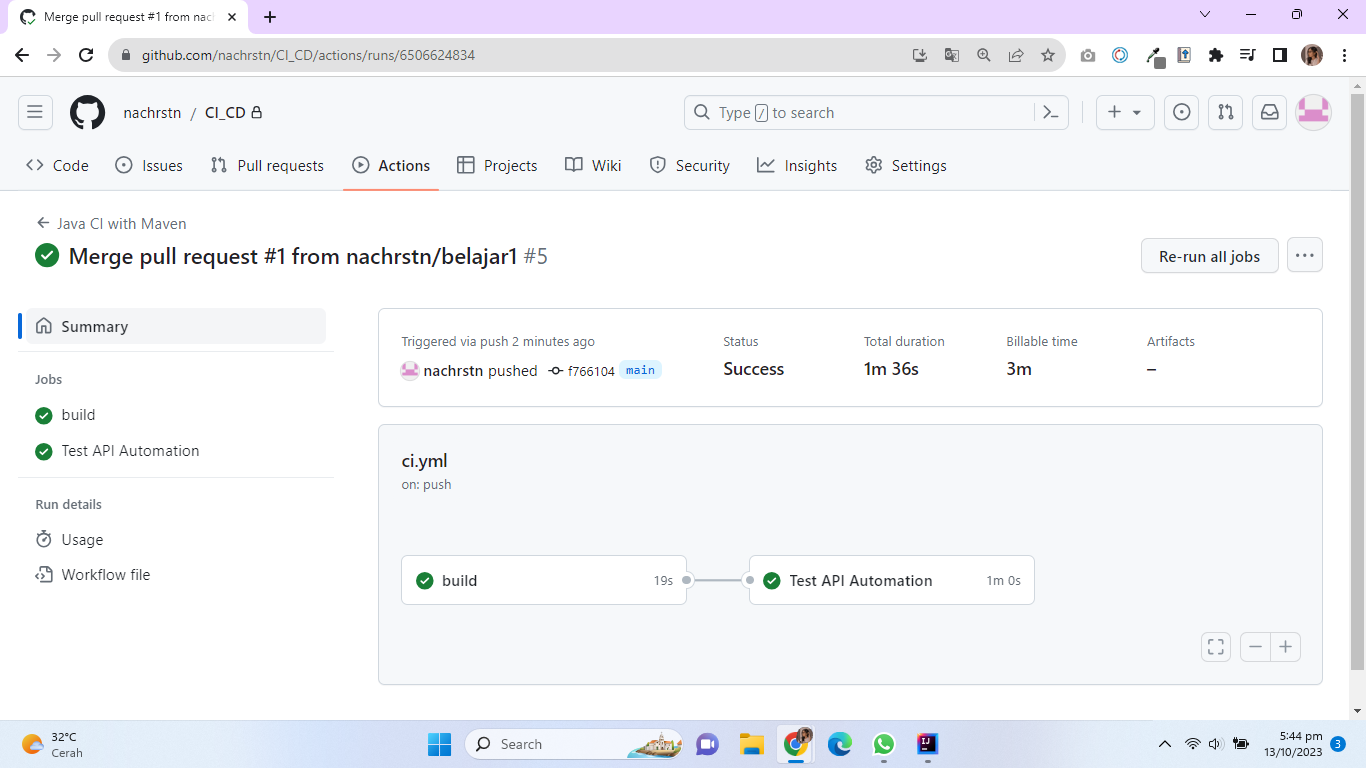 Merge pull request #1 from nach
github.com/nachrstn/CI_CD/actions/runs/6506624834
nachrstn / CI_CD
Type / to search
Code
Issues
Pull requests
Actions
Projects
Wiki
Security
Insights
Settings
Java CI with Maven
Merge pull request #1 from nachrstn/belajar1 #5
Re-run all jobs
Summary
Jobs
build
Test API Automation
Run details
Usage
Workflow file
Triggered via push 2 minutes ago
nachrstn pushed f766104 main
Status
Success
Total duration
1m 36s
Billable time
3m
Artifacts
–
ci.yml
on: push
build 19s
Test API Automation 1m 0s
32°C
Cerah
Search
IJ
5:44 pm
13/10/2023
3